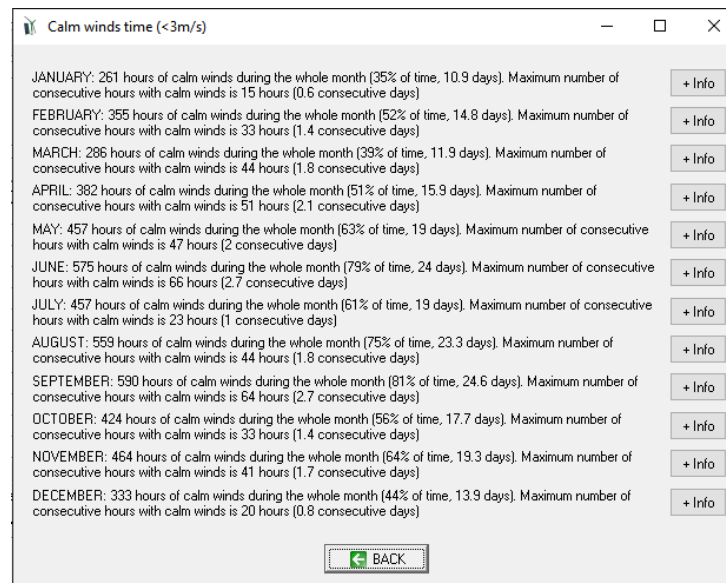 Calm winds time (<3m/s)
JANUARY: 261 hours of calm winds during the whole month (35% of time, 10.9 days). Maximum number of
consecutive hours with calm winds is 15 hours (0.6 consecutive days)
+ Info
FEBRUARY: 355 hours of calm winds during the whole month (52% of time, 14.8 days). Maximum number of
consecutive hours with calm winds is 33 hours (1.4 consecutive days)
+ Info
MARCH: 286 hours of calm winds during the whole month (39% of time, 11.9 days). Maximum number of
consecutive hours with calm winds is 44 hours (1.8 consecutive days)
+ Info
APRIL: 382 hours of calm winds during the whole month (51% of time, 15.9 days). Maximum number of
consecutive hours with calm winds is 51 hours (2.1 consecutive days)
+ Info
MAY: 457 hours of calm winds during the whole month (63% of time, 19 days). Maximum number of consecutive
hours with calm winds is 47 hours (2 consecutive days)
+ Info
JUNE: 575 hours of calm winds during the whole month (79% of time, 24 days). Maximum number of consecutive
hours with calm winds is 66 hours (2.7 consecutive days)
+ Info
JULY: 457 hours of calm winds during the whole month (61% of time, 19 days). Maximum number of consecutive
hours with calm winds is 23 hours (1 consecutive days)
+ Info
AUGUST: 559 hours of calm winds during the whole month (75% of time, 23.3 days). Maximum number of
consecutive hours with calm winds is 44 hours (1.8 consecutive days)
+ Info
SEPTEMBER: 590 hours of calm winds during the whole month (81% of time, 24.6 days). Maximum number of
consecutive hours with calm winds is 64 hours (2.7 consecutive days)
+ Info
OCTOBER: 424 hours of calm winds during the whole month (56% of time, 17.7 days). Maximum number of
consecutive hours with calm winds is 33 hours (1.4 consecutive days)
+ Info
NOVEMBER: 464 hours of calm winds during the whole month (64% of time, 19.3 days). Maximum number of
consecutive hours with calm winds is 41 hours (1.7 consecutive days)
+ Info
DECEMBER: 333 hours of calm winds during the whole month (44% of time, 13.9 days). Maximum number of
consecutive hours with calm winds is 20 hours (0.8 consecutive days)
+ Info
BACK